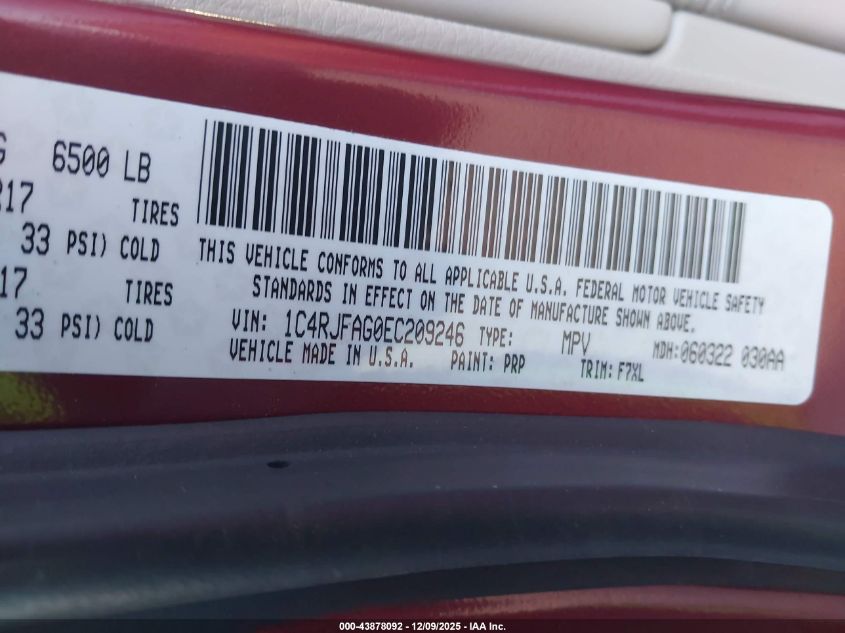 G 6500 LB
R17 TIRES
33 PSI) COLD
17 TIRES
33 PSI) COLD
THIS VEHICLE CONFORMS TO ALL APPLICABLE U.S.A. FEDERAL MOTOR VEHICLE SAFETY
STANDARDS IN EFFECT ON THE DATE OF MANUFACTURE SHOWN ABOVE.
VIN: 1C4RJFAG0EC209246 TYPE: MPV MDH:060322 030AA
VEHICLE MADE IN U.S.A. PAINT: PRP TRIM: F7XL
000-43878092 - 12/09/2025 - IAA Inc.